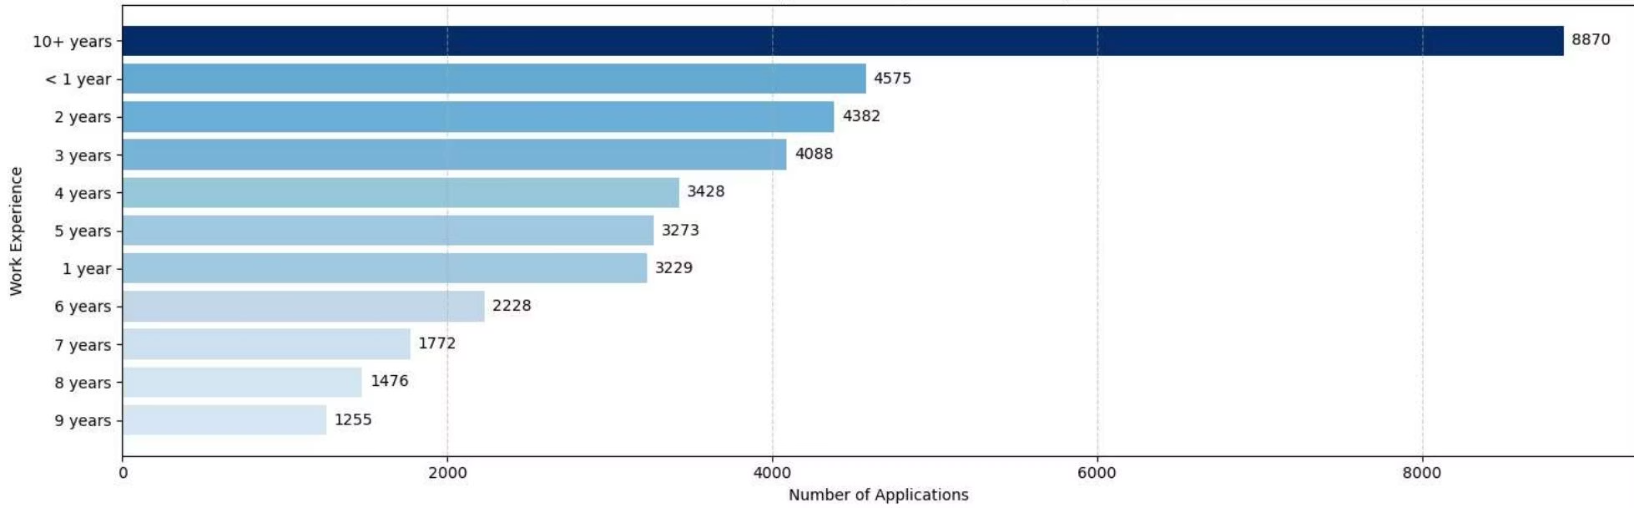 10+ years 8870
< 1 year 4575
2 years 4382
3 years 4088
4 years 3428
5 years 3273
1 year 3229
6 years 2228
7 years 1772
8 years 1476
9 years 1255
Work Experience
0 2000 4000 6000 8000
Number of Applications